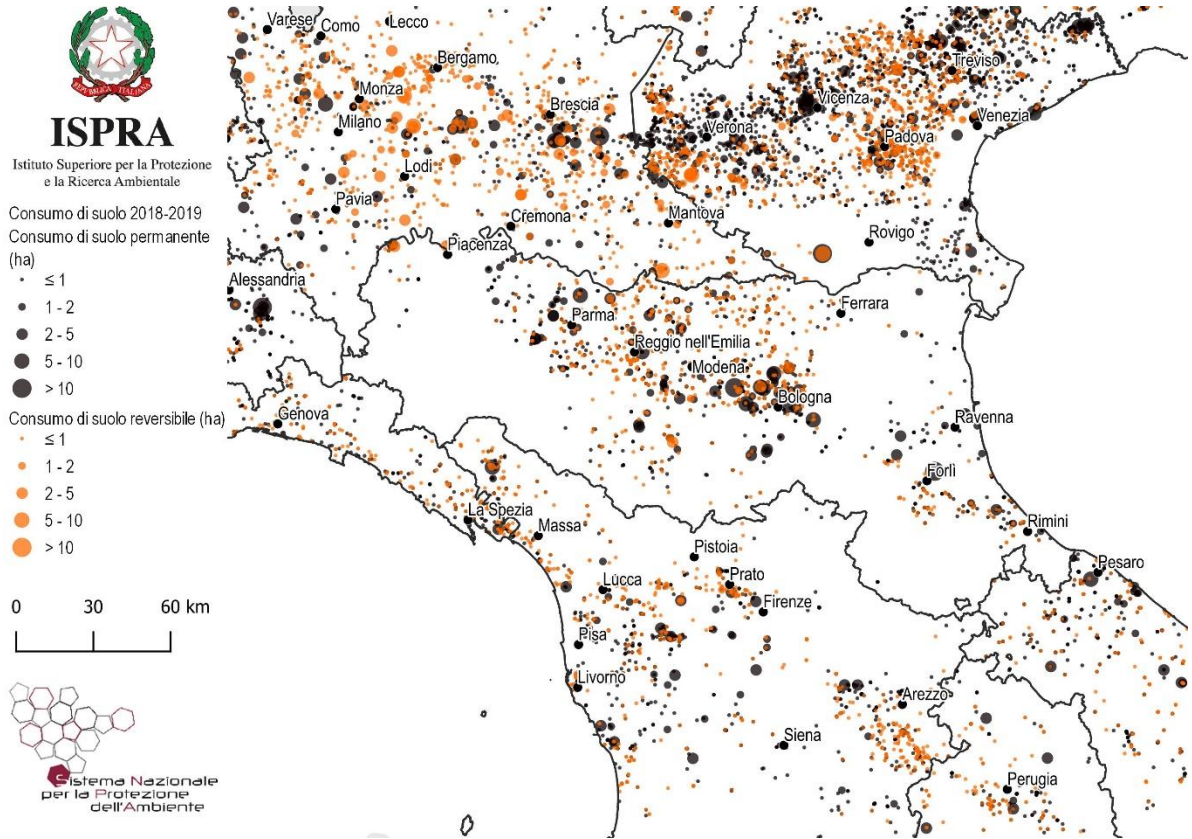 REPVBBLICA ITALIANA
ISPRA
Istituto Superiore per la Protezione
e la Ricerca Ambientale
Consumo di suolo 2018-2019
Consumo di suolo permanente
(ha)
≤ 1
1 - 2
2 - 5
5 - 10
> 10
Consumo di suolo reversibile (ha)
≤ 1
1 - 2
2 - 5
5 - 10
> 10
0 30 60 km
Sistema Nazionale
per la Protezione
dell'Ambiente
Varese
Como
Lecco
Bergamo
Monza
Milano
Brescia
Lodi
Pavia
Cremona
Piacenza
Mantova
Verona
Vicenza
Treviso
Venezia
Padova
Rovigo
Alessandria
Parma
Ferrara
Reggio nell'Emilia
Modena
Bologna
Genova
Ravenna
Forlì
La Spezia
Massa
Rimini
Pistoia
Pesaro
Lucca
Prato
Firenze
Pisa
Livorno
Arezzo
Siena
Perugia